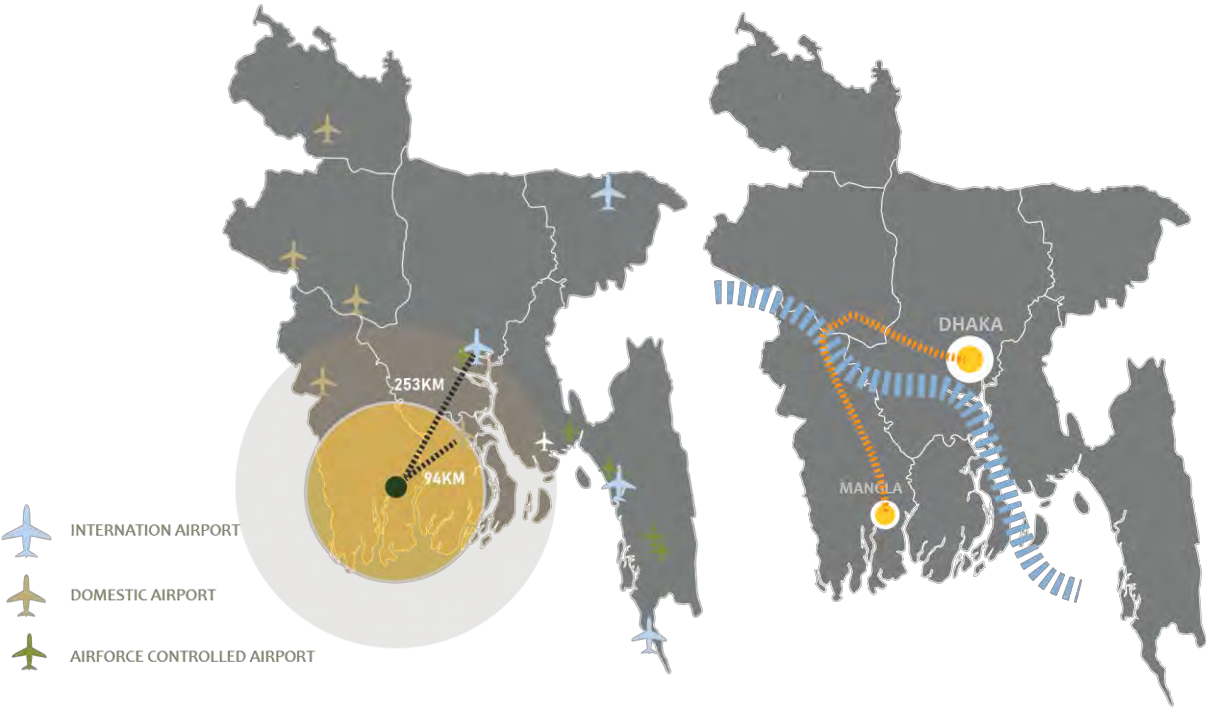 DHAKA
253KM
94KM
MANGLA
INTERNATION AIRPORT
DOMESTIC AIRPORT
AIRFORCE CONTROLLED AIRPORT